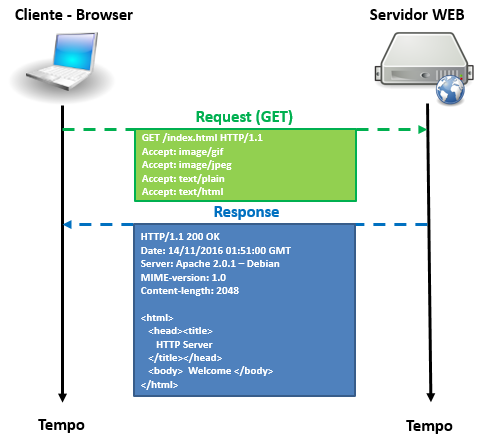 Cliente - Browser
Servidor WEB
Request (GET)
GET /index.html HTTP/1.1
Accept: image/gif
Accept: image/jpeg
Accept: text/plain
Accept: text/html
Response
HTTP/1.1 200 OK
Date: 14/11/2016 01:51:00 GMT
Server: Apache 2.0.1 – Debian
MIME-version: 1.0
Content-length: 2048
<html>
<head><title>
HTTP Server
</title></head>
<body> Welcome </body>
</html>
Tempo
Tempo